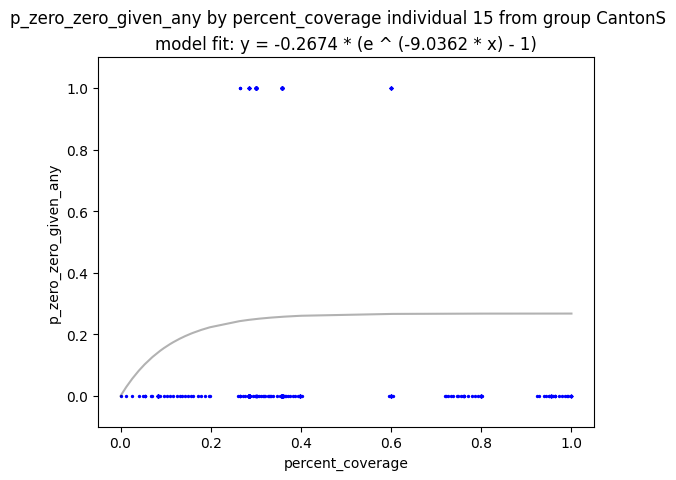 p_zero_zero_given_any by percent_coverage individual 15 from group CantonS
model fit: y = -0.2674 * (e ^ (-9.0362 * x) - 1)
1.0
0.8
0.6
0.4
0.2
0.0
p_zero_zero_given_any
0.0 0.2 0.4 0.6 0.8 1.0
percent_coverage